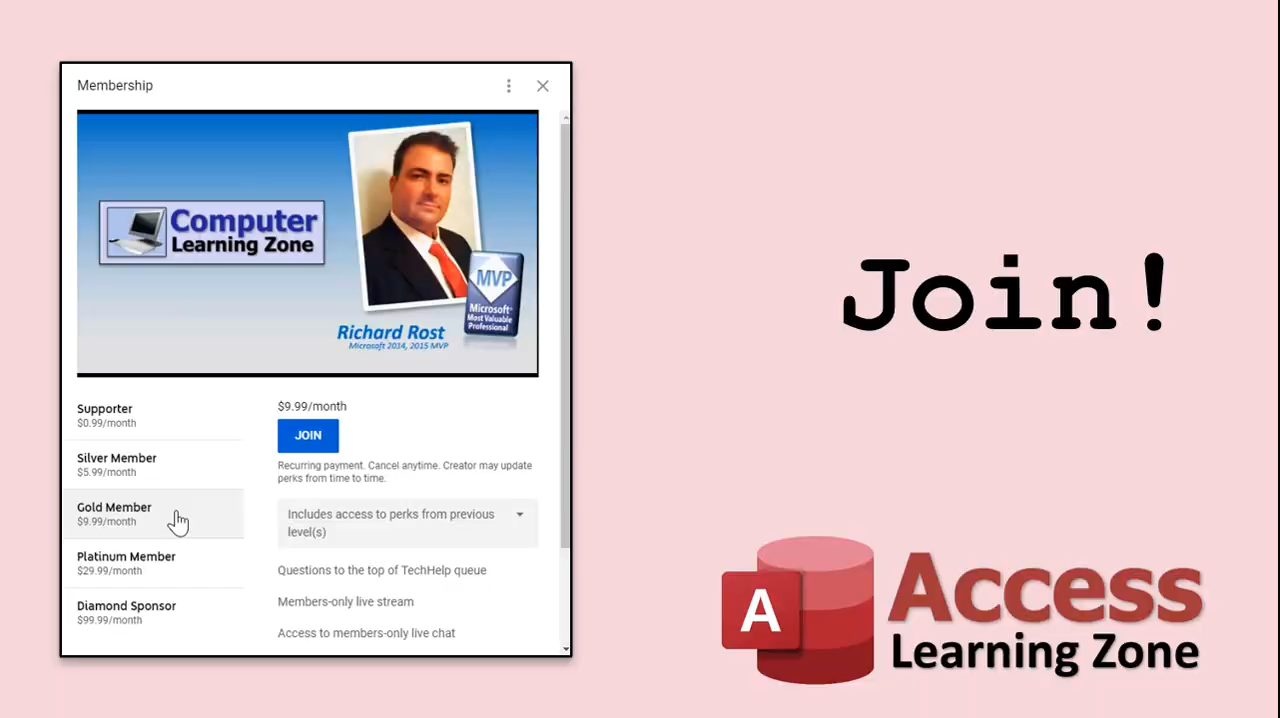 Membership
Computer
Learning Zone
MVP
Microsoft®
Most Valuable
Professional
Richard Rost
Microsoft 2014, 2015 MVP
Supporter
$0.99/month
Silver Member
$5.99/month
Gold Member
$9.99/month
Platinum Member
$29.99/month
Diamond Sponsor
$99.99/month
$9.99/month
JOIN
Recurring payment. Cancel anytime. Creator may update
perks from time to time.
Includes access to perks from previous
level(s)
Questions to the top of TechHelp queue
Members-only live stream
Access to members-only live chat
Join!
A
Access
Learning Zone